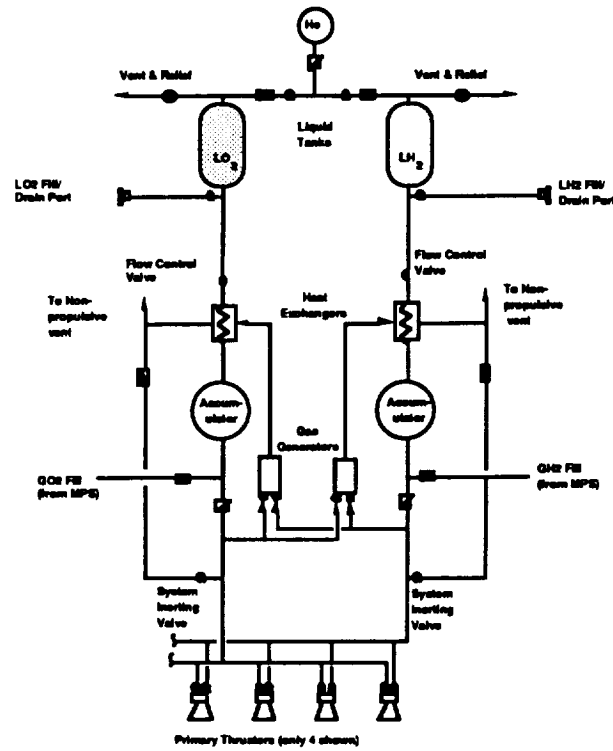 He
Vent & Relief
Vent & Relief
Liquid
Tanks
LO2
LH2
LO2 Fill/
Drain Port
LH2 Fill/
Drain Port
Flow Control
Valve
Flow Control
Valve
To Non-
propulsive
vent
Heat
Exchangers
To Non-
propulsive
vent
Accum-
ulator
Accum-
ulator
Gas
Generators
GO2 Fill
(from MPS)
GH2 Fill
(from MPS)
System
Inerting
Valve
System
Inerting
Valve
Primary Thrusters (only 4 shown)